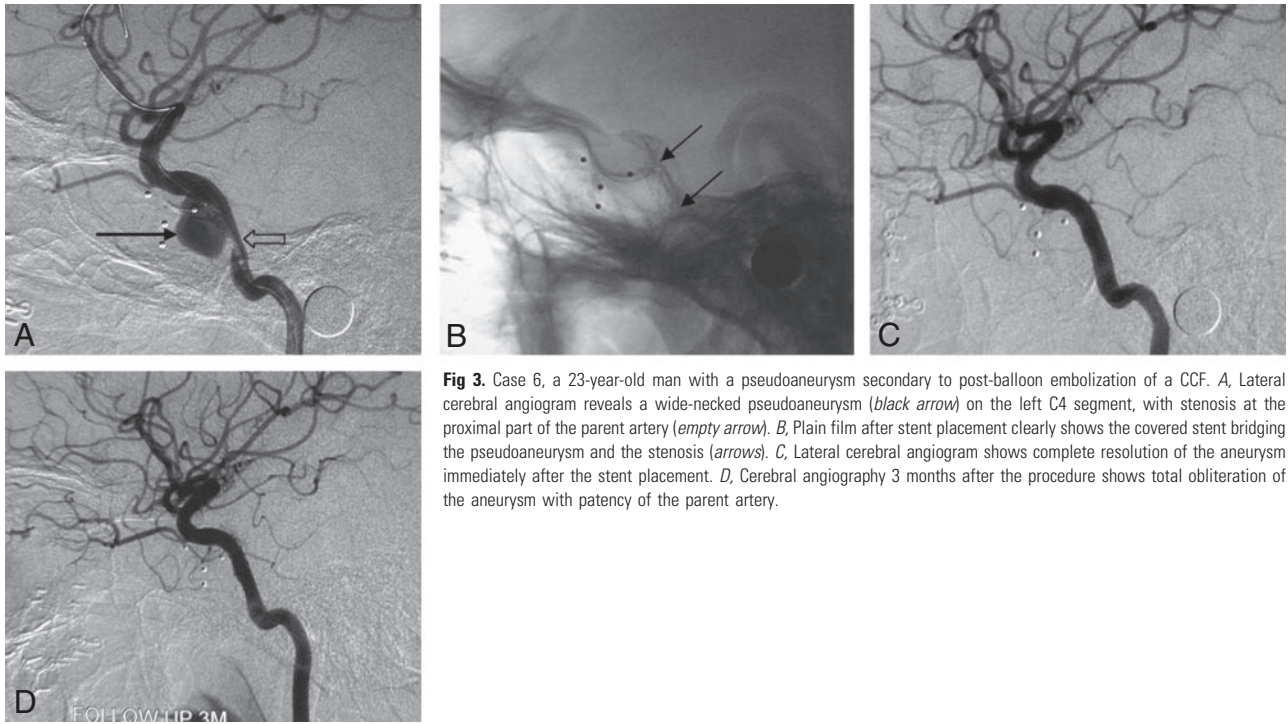 A
B
C
Fig 3. Case 6, a 23-year-old man with a pseudoaneurysm secondary to post-balloon embolization of a CCF. A, Lateral
cerebral angiogram reveals a wide-necked pseudoaneurysm (black arrow) on the left C4 segment, with stenosis at the
proximal part of the parent artery (empty arrow). B, Plain film after stent placement clearly shows the covered stent bridging
the pseudoaneurysm and the stenosis (arrows). C, Lateral cerebral angiogram shows complete resolution of the aneurysm
immediately after the stent placement. D, Cerebral angiography 3 months after the procedure shows total obliteration of
the aneurysm with patency of the parent artery.
D
FOLLOW UP 3M